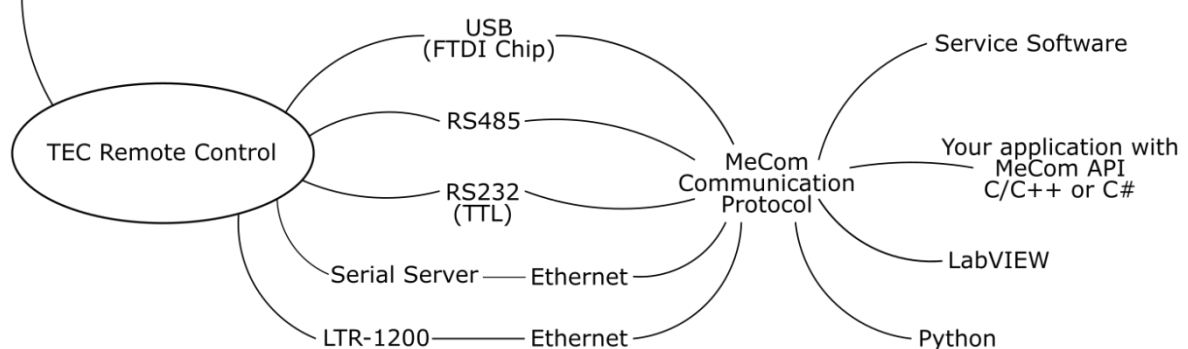 USB
(FTDI Chip)
Service Software
RS485
TEC Remote Control
Your application with
MeCom API
C/C++ or C#
MeCom
Communication
Protocol
RS232
(TTL)
LabVIEW
Serial Server
Ethernet
LTR-1200
Ethernet
Python